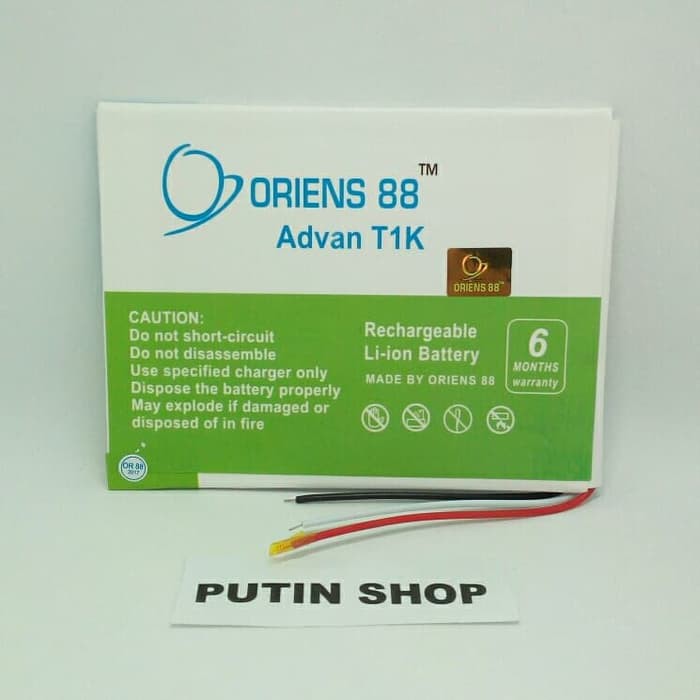 ORIENS 88™
Advan T1K
ORIENS 88™
CAUTION:
Do not short-circuit
Do not disassemble
Use specified charger only
Dispose the battery properly
May explode if damaged or
disposed of in fire
Rechargeable
Li-ion Battery
MADE BY ORIENS 88
6
MONTHS
warranty
OR 88
2017
PUTIN SHOP